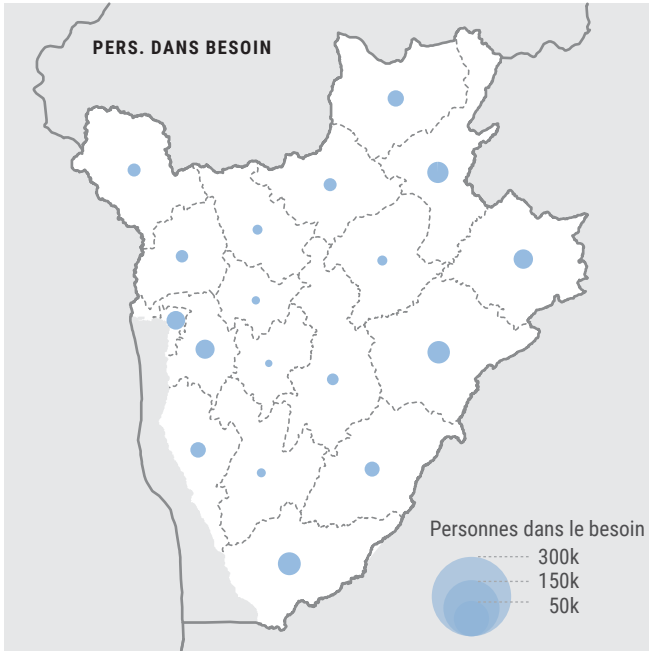 PERS. DANS BESOIN
Personnes dans le besoin
300k
150k
50k